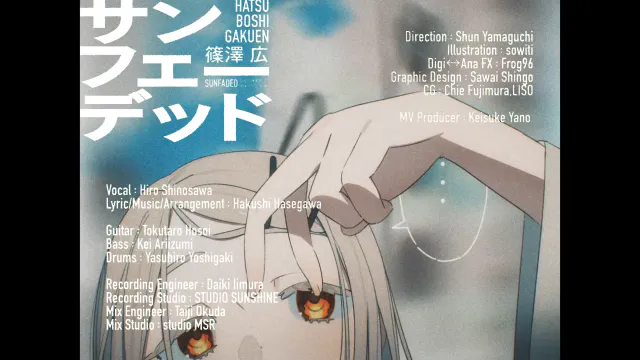 サン
フェー
デッド
HATSU
BOSHI
GAKUEN
篠澤 広
SUNFADED
Direction : Shun Yamaguchi
Illustration : sowiti
Digi↔Ana FX : Frog96
Graphic Design : Sawai Shingo
CG : Chie Fujimura.LISO
MV Producer : Keisuke Yano
Vocal : Hiro Shinosawa
Lyric/Music/Arrangement : Hakushi Hasegawa
Guitar : Tokutaro Hosoi
Bass : Kei Ariizumi
Drums : Yasuhiro Yoshigaki
Recording Engineer : Daiki Iimura
Recording Studio : STUDIO SUNSHINE
Mix Engineer : Taiji Okuda
Mix Studio : studio MSR